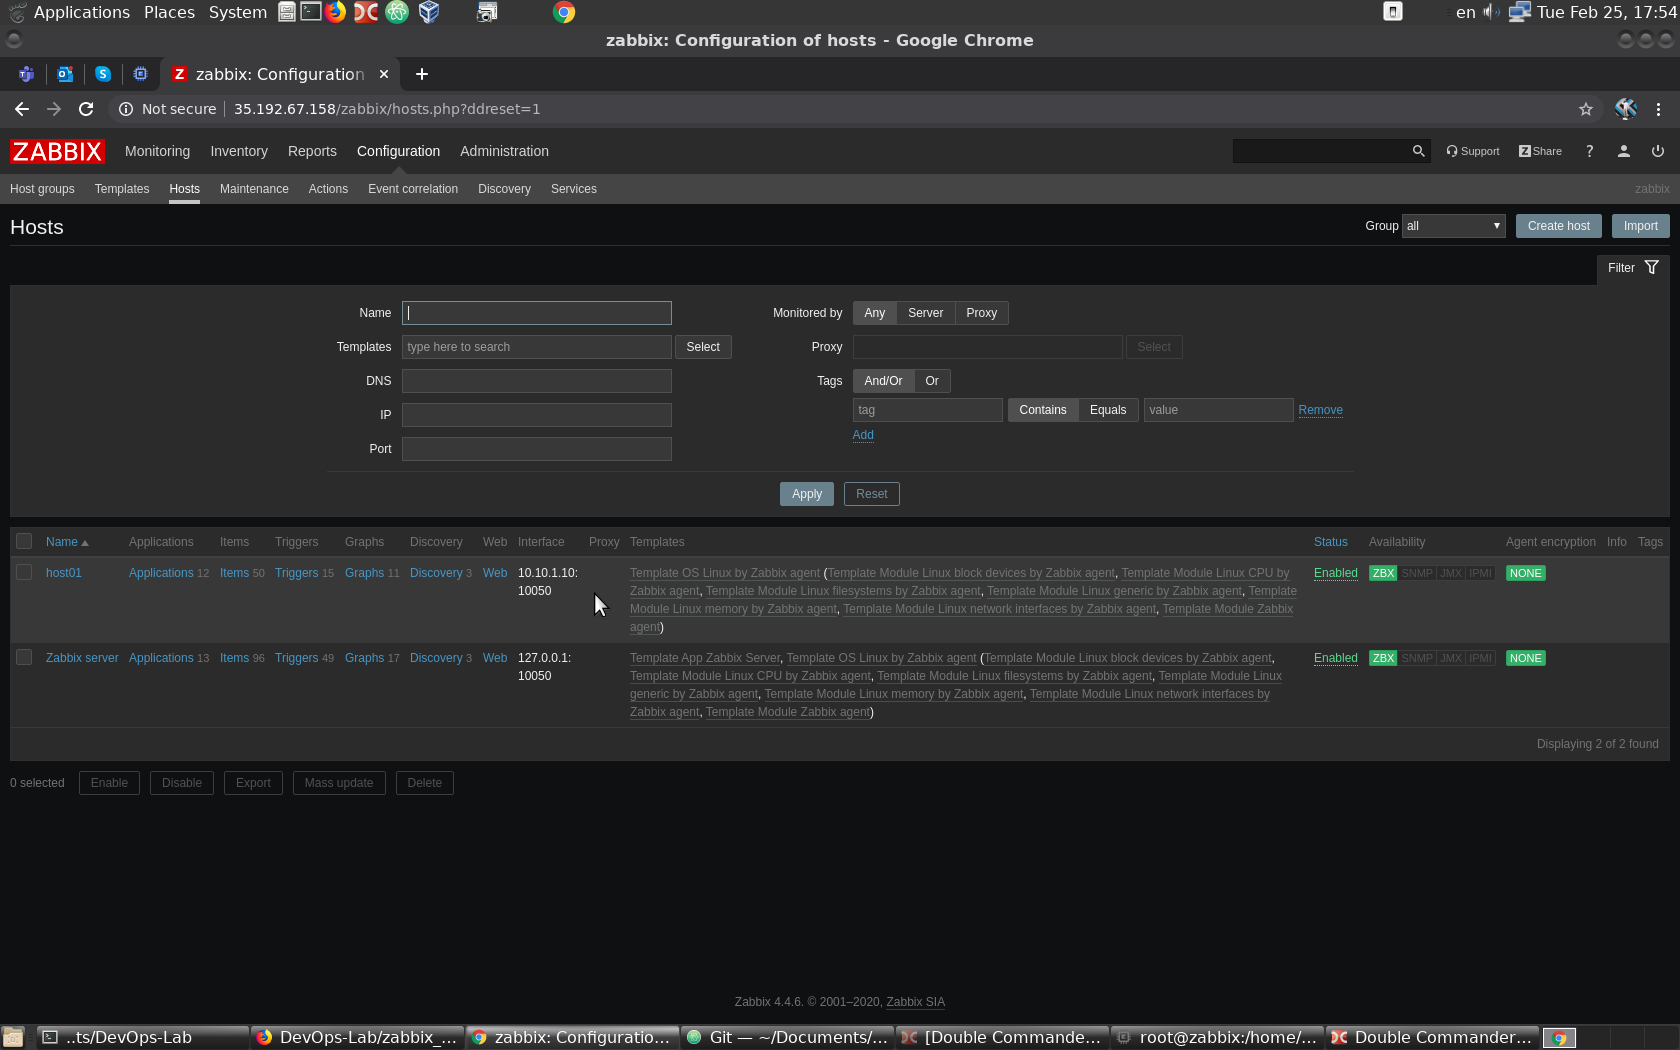 Applications Places System en Tue Feb 25, 17:54
zabbix: Configuration of hosts - Google Chrome
zabbix: Configuration
Not secure 35.192.67.158/zabbix/hosts.php?ddreset=1
ZABBIX Monitoring Inventory Reports Configuration Administration Support Z Share ?
Host groups Templates Hosts Maintenance Actions Event correlation Discovery Services zabbix
Hosts Group all Create host Import
Filter
Name Monitored by Any Server Proxy
Templates type here to search Select Proxy Select
DNS Tags And/Or Or
IP tag Contains Equals value Remove
Add
Port
Apply Reset
Name Applications Items Triggers Graphs Discovery Web Interface Proxy Templates Status Availability Agent encryption Info Tags
host01 Applications 12 Items 50 Triggers 15 Graphs 11 Discovery 3 Web 10.10.1.10: Template OS Linux by Zabbix agent (Template Module Linux block devices by Zabbix agent, Template Module Linux CPU by Enabled ZBX SNMP JMX IPMI NONE
10050 Zabbix agent, Template Module Linux filesystems by Zabbix agent, Template Module Linux generic by Zabbix agent, Template
Module Linux memory by Zabbix agent, Template Module Linux network interfaces by Zabbix agent, Template Module Zabbix
agent)
Zabbix server Applications 13 Items 96 Triggers 49 Graphs 17 Discovery 3 Web 127.0.0.1: Template App Zabbix Server, Template OS Linux by Zabbix agent (Template Module Linux block devices by Zabbix agent, Enabled ZBX SNMP JMX IPMI NONE
10050 Template Module Linux CPU by Zabbix agent, Template Module Linux filesystems by Zabbix agent, Template Module Linux
generic by Zabbix agent, Template Module Linux memory by Zabbix agent, Template Module Linux network interfaces by
Zabbix agent, Template Module Zabbix agent)
Displaying 2 of 2 found
0 selected Enable Disable Export Mass update Delete
Zabbix 4.4.6. © 2001–2020, Zabbix SIA
..ts/DevOps-Lab DevOps-Lab/zabbix_... zabbix: Configuratio... Git — ~/Documents/... [Double Commande... root@zabbix:/home/... Double Commander...